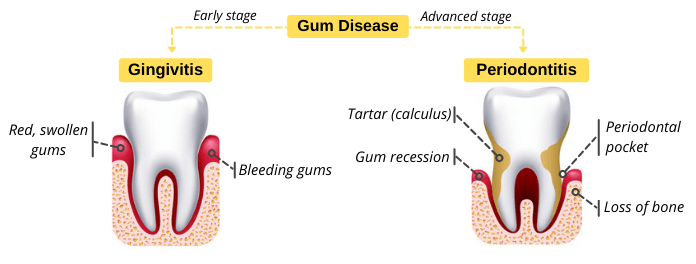 Early stage
Gum Disease
Advanced stage
Gingivitis
Periodontitis
Red, swollen
gums
Bleeding gums
Tartar (calculus)
Gum recession
Periodontal
pocket
Loss of bone